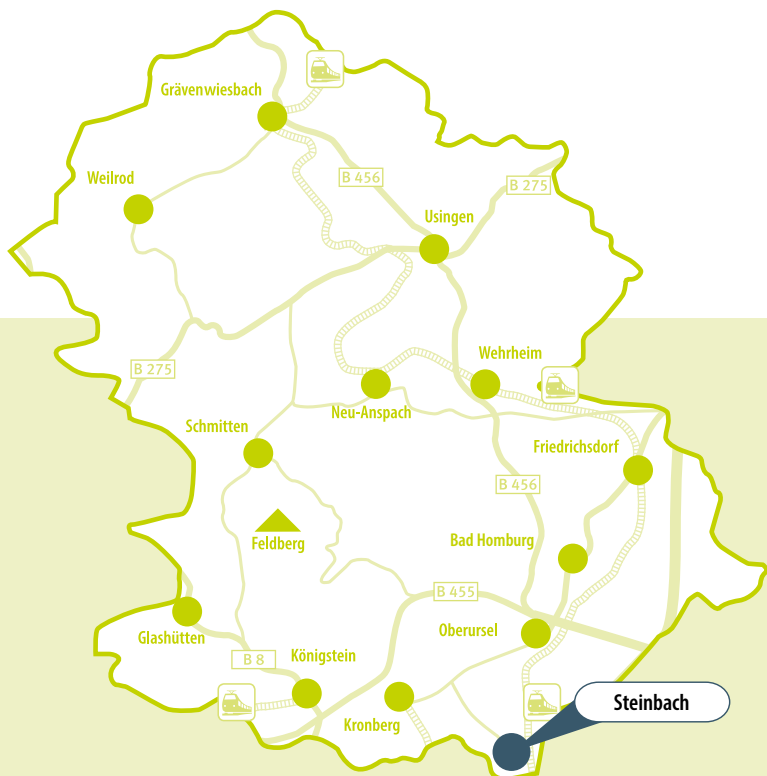 Grävenwiesbach
Weilrod
B 456
B 275
Usingen
B 275
Wehrheim
Neu-Anspach
Schmitten
Friedrichsdorf
B 456
Feldberg
Bad Homburg
B 455
Glashütten
Oberursel
B 8
Königstein
Kronberg
Steinbach